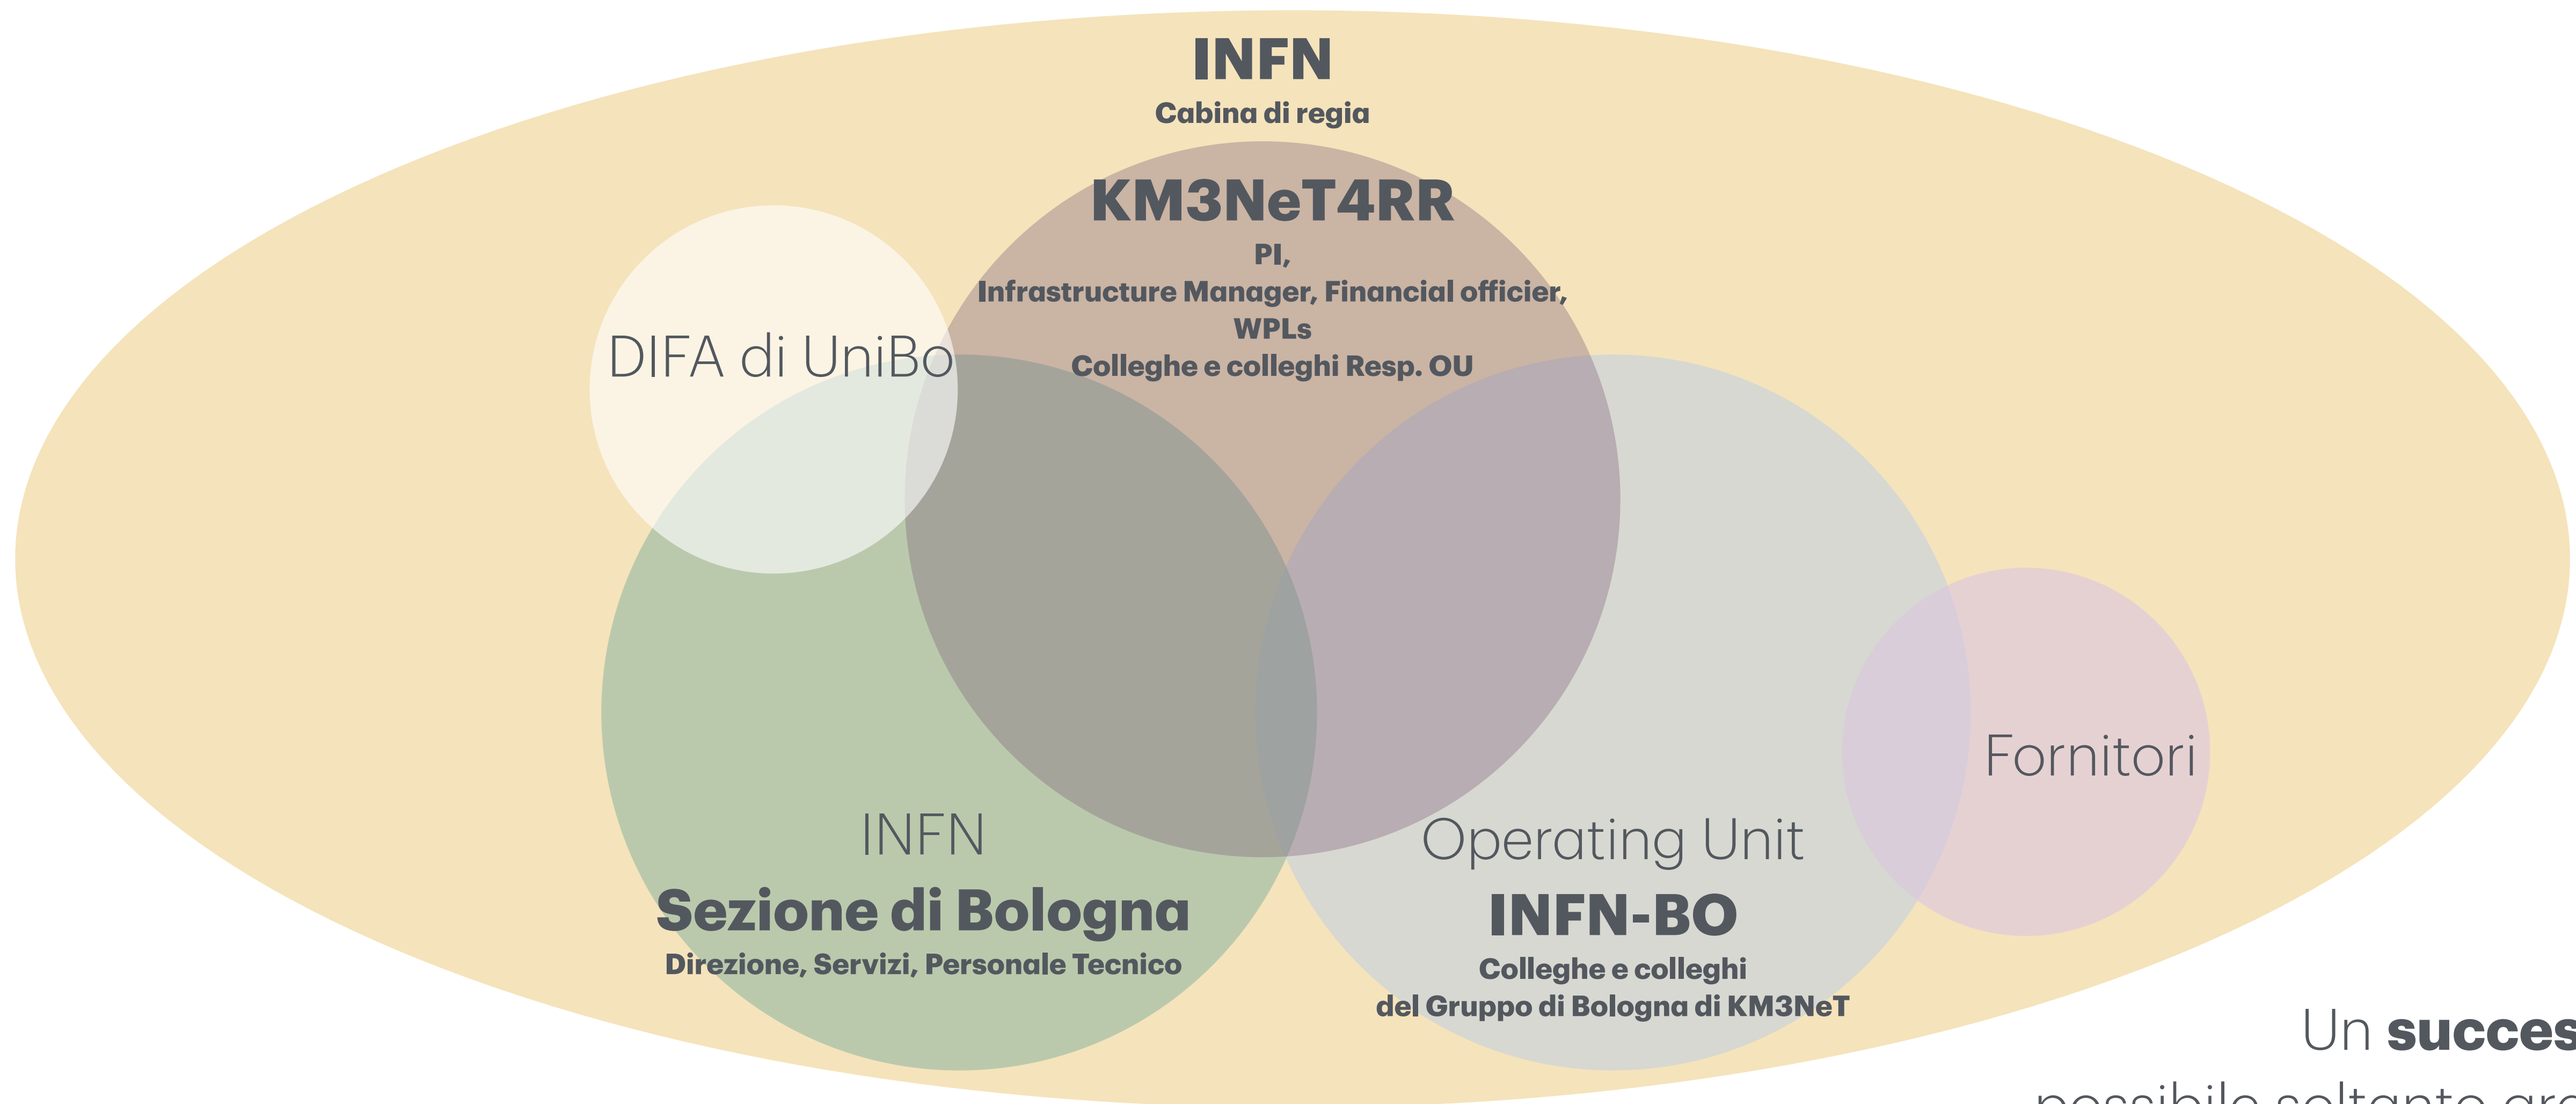 INFN
Cabina di regia
KM3NeT4RR
PI,
Infrastructure Manager, Financial officier,
WPLs
Colleghe e colleghi Resp. OU
DIFA di UniBo
Fornitori
INFN
Sezione di Bologna
Direzione, Servizi, Personale Tecnico
Operating Unit
INFN-BO
Colleghe e colleghi
del Gruppo di Bologna di KM3NeT
Un
possibile soltanto